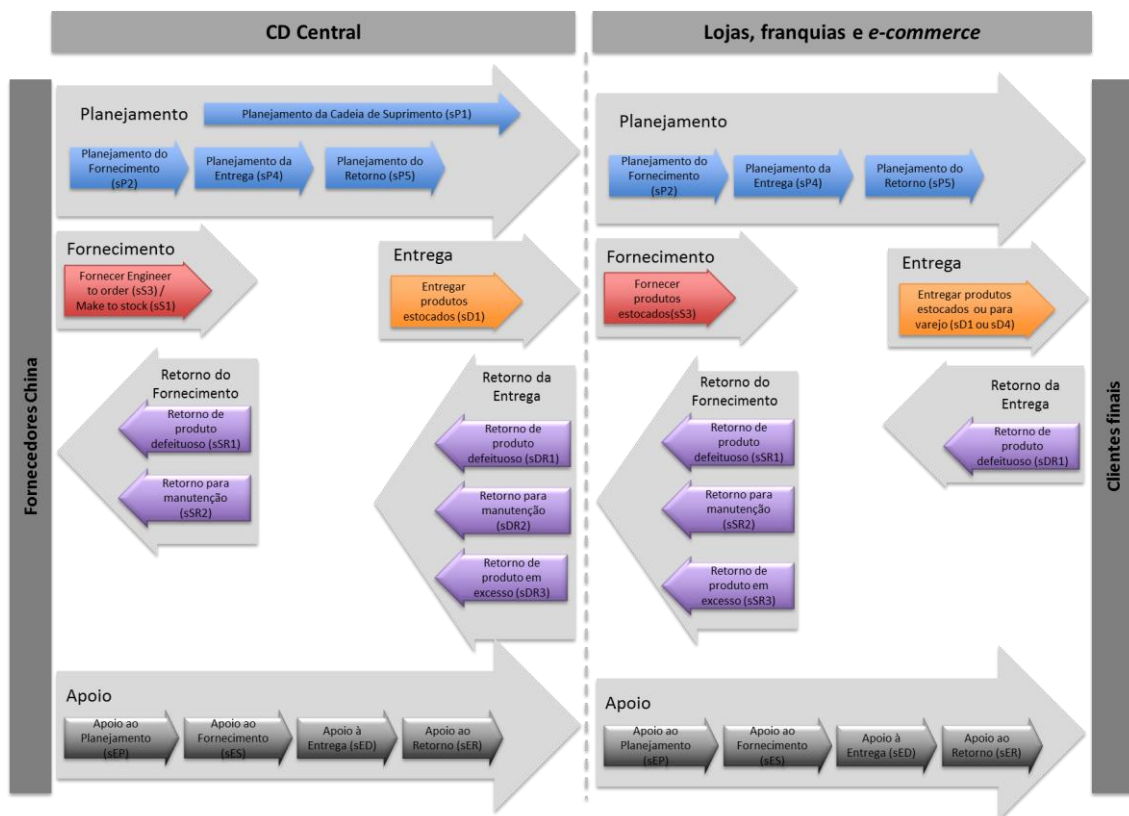 CD Central
Lojas, franquias e e-commerce
Fornecedores China
Planejamento
Planejamento da Cadeia de Suprimento (sP1)
Planejamento do
Fornecimento
(sP2)
Planejamento da
Entrega (sP4)
Planejamento do
Retorno (sP5)
Fornecimento
Fornecer Engineer
to order (sS3) /
Make to stock (sS1)
Entrega
Entregar
produtos
estocados (sD1)
Retorno do
Fornecimento
Retorno de
produto
defeituoso (sSR1)
Retorno para
manutenção
(sSR2)
Retorno da
Entrega
Retorno de
produto
defeituoso (sDR1)
Retorno para
manutenção
(sDR2)
Retorno de
produto em
excesso (sDR3)
Apoio
Apoio ao
Planejamento
(sEP)
Apoio ao
Fornecimento
(sES)
Apoio à
Entrega (sED)
Apoio ao
Retorno (sER)
Planejamento
Planejamento do
Fornecimento
(sP2)
Planejamento da
Entrega (sP4)
Planejamento do
Retorno (sP5)
Fornecimento
Fornecer
produtos
estocados(sS3)
Entrega
Entregar produtos
estocados ou para
varejo (sD1 ou sD4)
Retorno do
Fornecimento
Retorno de
produto
defeituoso (sSR1)
Retorno para
manutenção
(sSR2)
Retorno de
produto em
excesso (sSR3)
Retorno da
Entrega
Retorno de
produto
defeituoso (sDR1)
Apoio
Apoio ao
Planejamento
(sEP)
Apoio ao
Fornecimento
(sES)
Apoio à
Entrega (sED)
Apoio ao
Retorno (sER)
Clientes finais